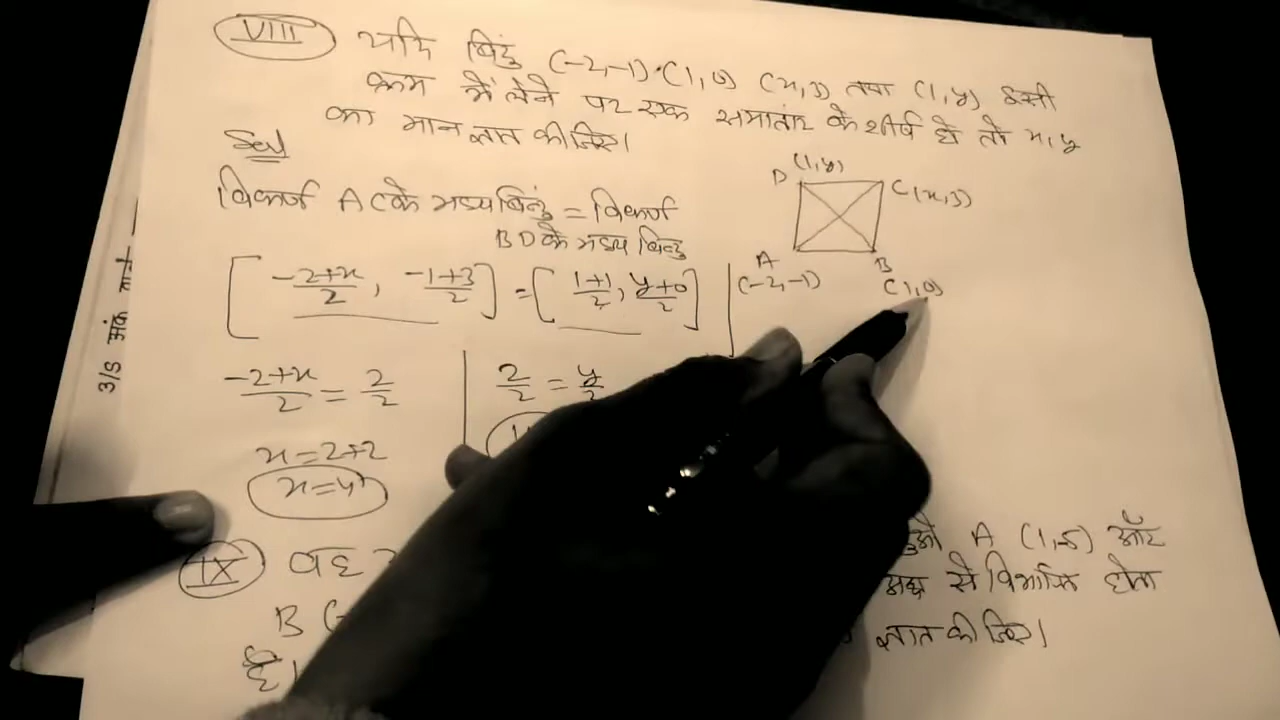 VIII यदि बिंदु (-2,-1), (1,0) (x,3) तथा (1,y) इसी
क्रम में लेने पर एक समांतर के शीर्ष हो तो x,y
का मान ज्ञात कीजिए।
Sol
विकर्ण AC के मध्य बिंदु = विकर्ण
BD के मध्य बिन्दु
[-2+x/2, -1+3/2] = [1+1/2, y+0/2]
-2+x/2 = 2/2
2/2 = y/2
x=2+2
x=4
D (1,y)
C(x,3)
A
(-2,-1)
B
(1,0)
3/S अंक
IX वह
A (1,-5) और
B (-
से विभाजित होता
है।
ज्ञात कीजिए।